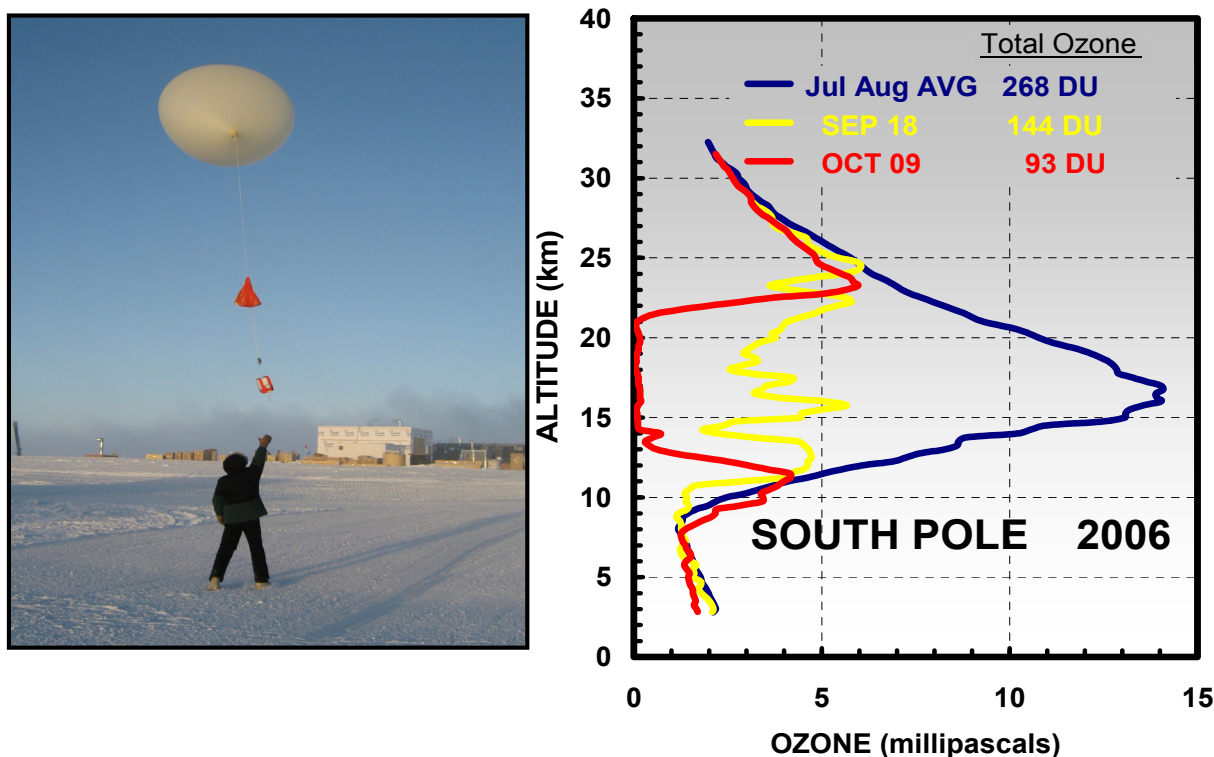 40
35
30
25
20
15
10
5
0
ALTITUDE (km)
Total Ozone
Jul Aug AVG 268 DU
SEP 18 144 DU
OCT 09 93 DU
SOUTH POLE 2006
0 5 10 15
OZONE (millipascals)